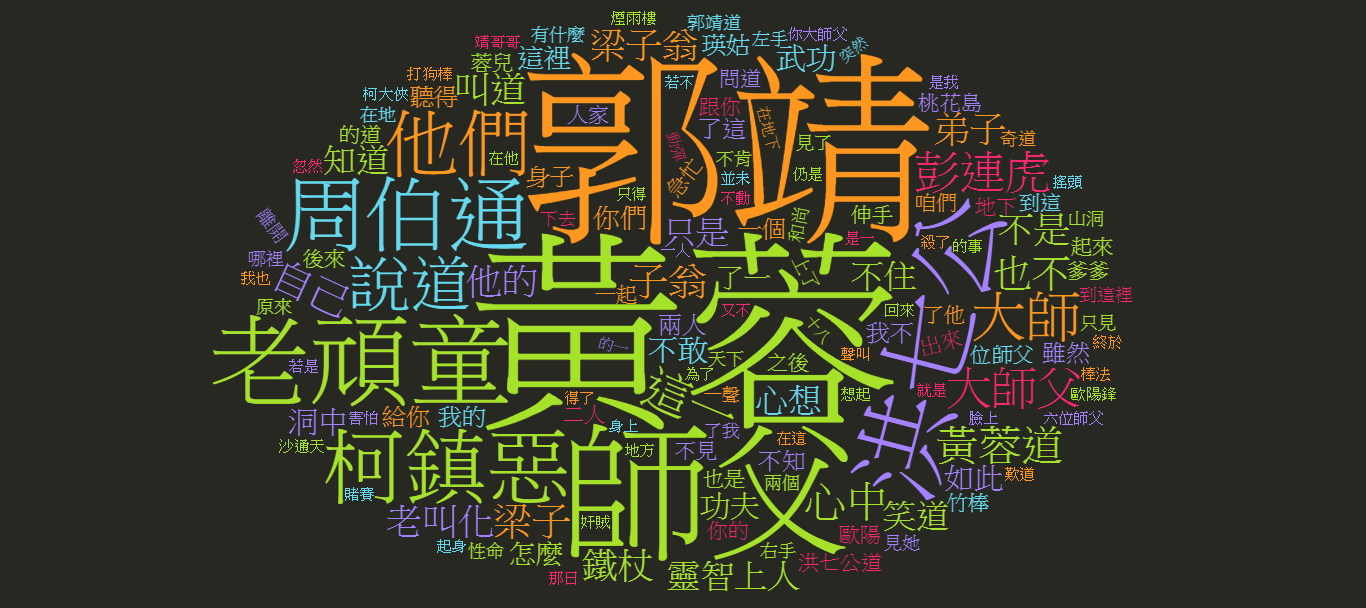 煙雨樓
郭靖道
你大師父
靖哥哥
有什麼
梁子翁
瑛姑
左手
突然
蓉兒
這裡
武功
打狗棒
叫道
若不
問道
是我
柯大俠
聽得
郭靖
人家
跟你
桃花島
在地
他們
了這
在地下
弟子
奇道
的道
知道
在他
忽然
身子
急忙
不肯
見了
彭連虎
搖頭
並未
仍是
只得
不動
周伯通
下去
你們
只是
一個
和尚
伸手
咱們
地下
到這
離開
不是
山洞
是一
殺了
的事
起來
哪裡
後來
一人
我也
自己
說道
他的
黃蓉
了一
不住
也不
爹爹
子翁
一起
到這裡
原來
又不
回來
洪七公
大師
只見
老頑童
兩人
十八
我不
了他
出來
終於
的一
不敢
聲叫
位師父
雖然
若是
天下
之後
這一
為了
想起
就是
大師父
棒法
歐陽鋒
得了
一聲
心想
洞中
害怕
給你
我的
二人
身上
了我
臉上
六位師父
沙通天
柯鎮惡
師父
地方
不見
在這
黃蓉道
不知
也是
兩個
如此
歎道
賭賽
心中
竹棒
老叫化
梁子
奸賊
功夫
笑道
你的
歐陽
見她
起身
性命
怎麼
右手
鐵杖
洪七公道
那日
靈智上人